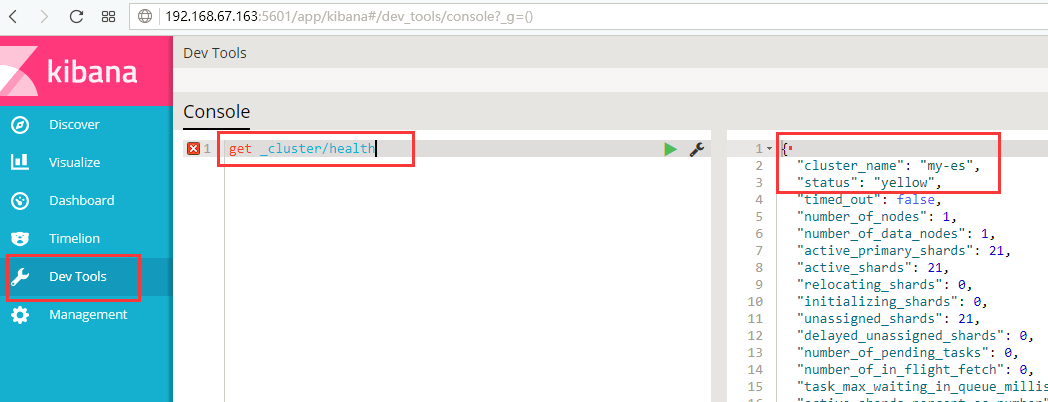 192.168.67.163:5601/app/kibana#/dev_tools/console?_g=()
kibana
Discover
Visualize
Dashboard
Timelion
Dev Tools
Management
Dev Tools
Console
1 get _cluster/health
1 {
2 "cluster_name": "my-es",
3 "status": "yellow",
4 "timed_out": false,
5 "number_of_nodes": 1,
6 "number_of_data_nodes": 1,
7 "active_primary_shards": 21,
8 "active_shards": 21,
9 "relocating_shards": 0,
10 "initializing_shards": 0,
11 "unassigned_shards": 21,
12 "delayed_unassigned_shards": 0,
13 "number_of_pending_tasks": 0,
14 "number_of_in_flight_fetch": 0,
15 "task_max_waiting_in_queue_millis